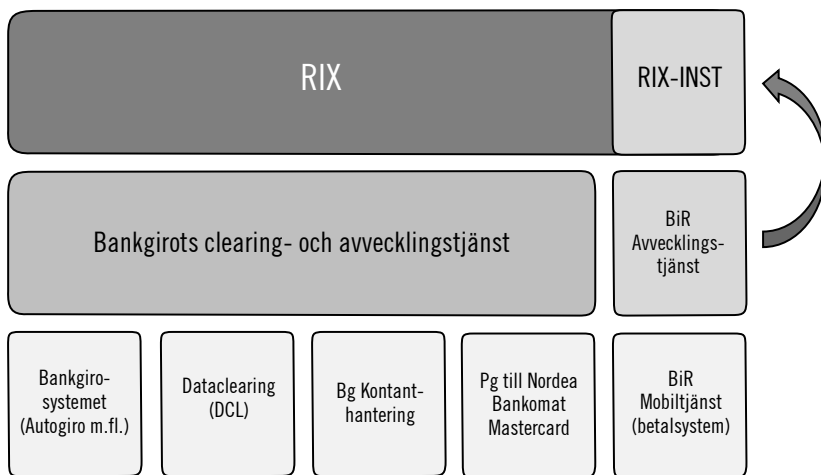 RIX
RIX-INST
Bankgirots clearing- och avvecklingstjänst
BiR
Avvecklings-
tjänst
Bankgiro-
systemet
(Autogiro m.fl.)
Dataclearing
(DCL)
Bg Kontant-
hantering
Pg till Nordea
Bankomat
Mastercard
BiR
Mobiltjänst
(betalsystem)